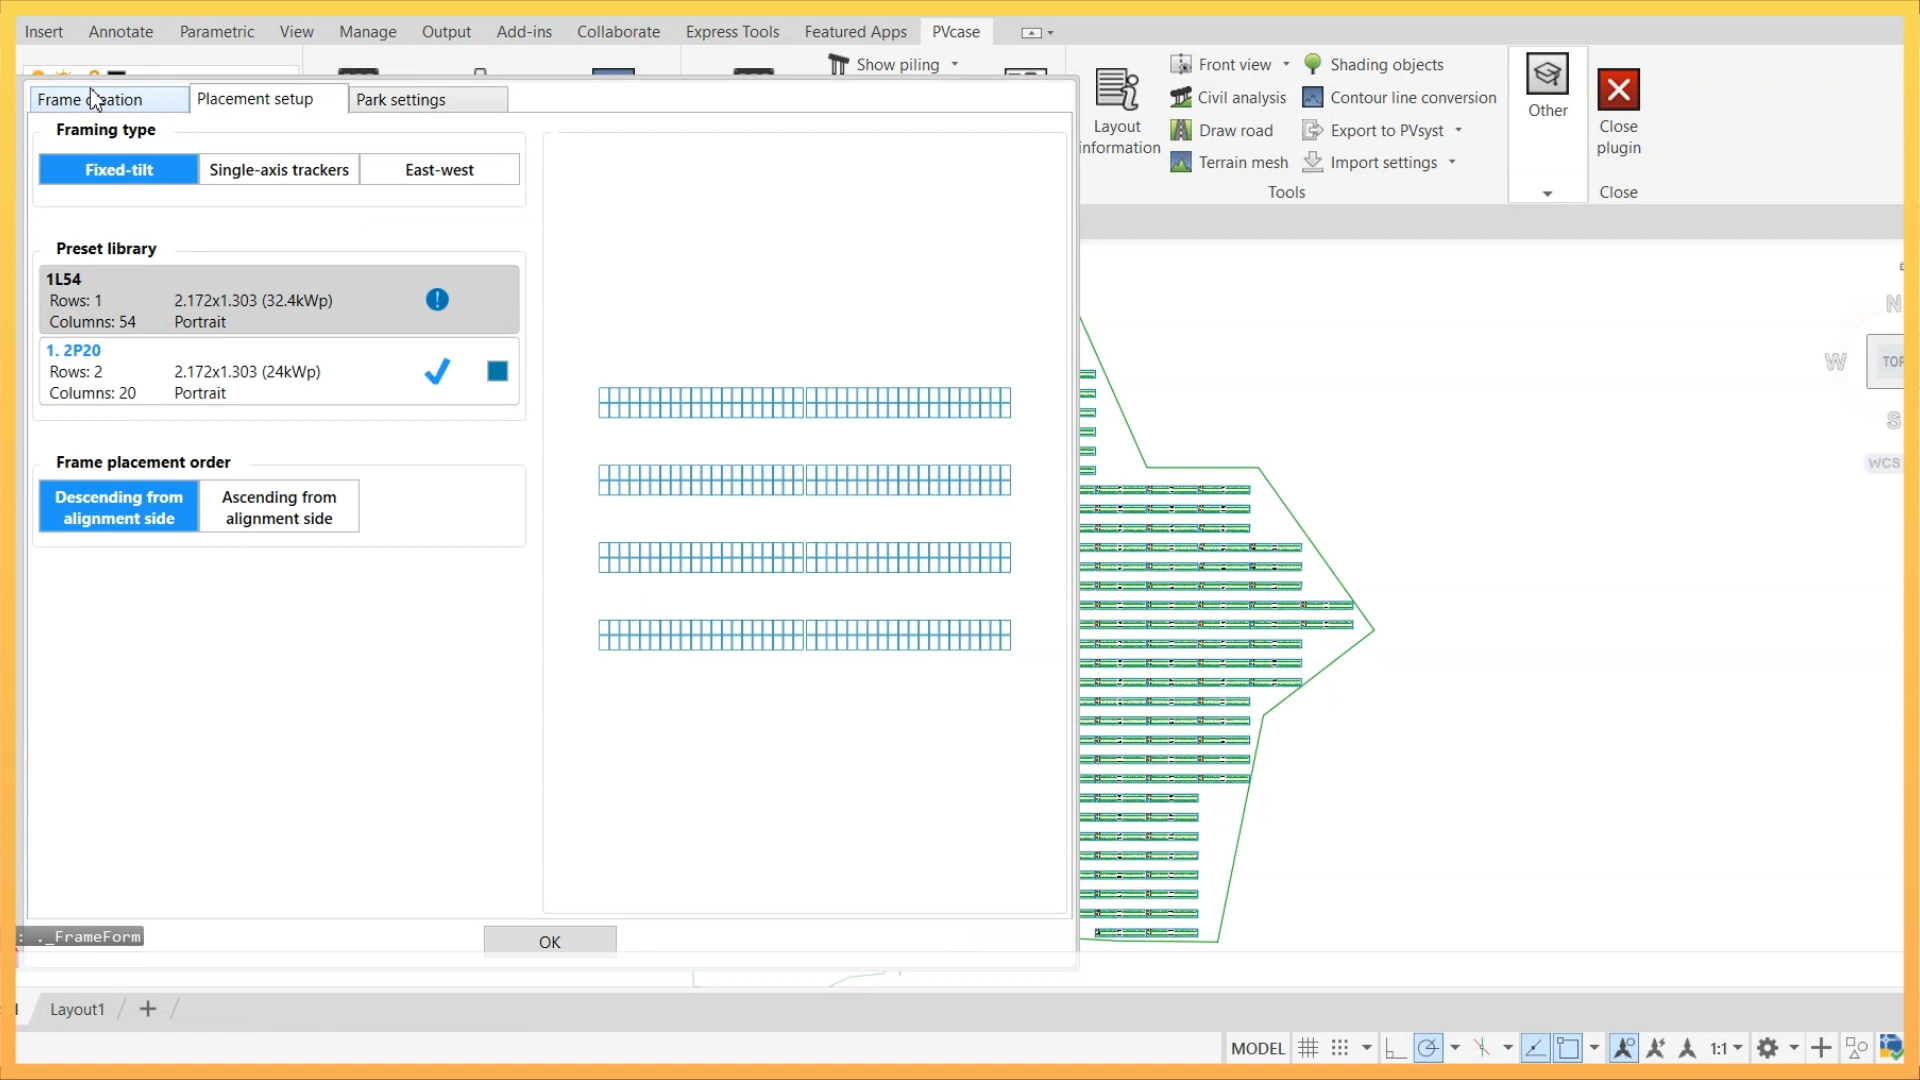 Insert Annotate Parametric View Manage Output Add-ins Collaborate Express Tools Featured Apps PVcase
Show piling
Front view Shading objects
Civil analysis Contour line conversion
Draw road Export to PVsyst
Terrain mesh Import settings
Layout
information
Other
Close
plugin
Tools
Close
Frame creation Placement setup Park settings
Framing type
Fixed-tilt Single-axis trackers East-west
Preset library
1L54
Rows: 1 2.172x1.303 (32.4kWp)
Columns: 54 Portrait
1. 2P20
Rows: 2 2.172x1.303 (24kWp)
Columns: 20 Portrait
Frame placement order
Descending from
alignment side
Ascending from
alignment side
: ._FrameForm
OK
N
W
TOP
S
WCS
Layout1
MODEL 1:1